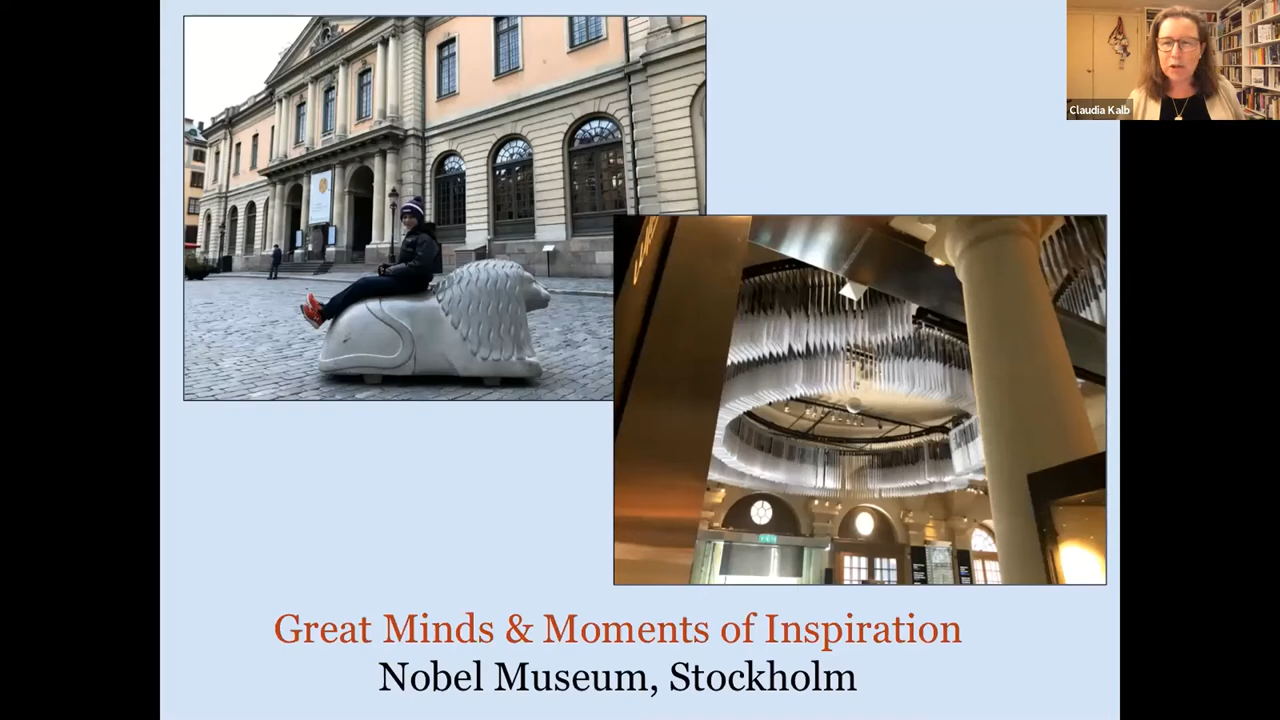 Claudia Kalb
Great Minds & Moments of Inspiration
Nobel Museum, Stockholm